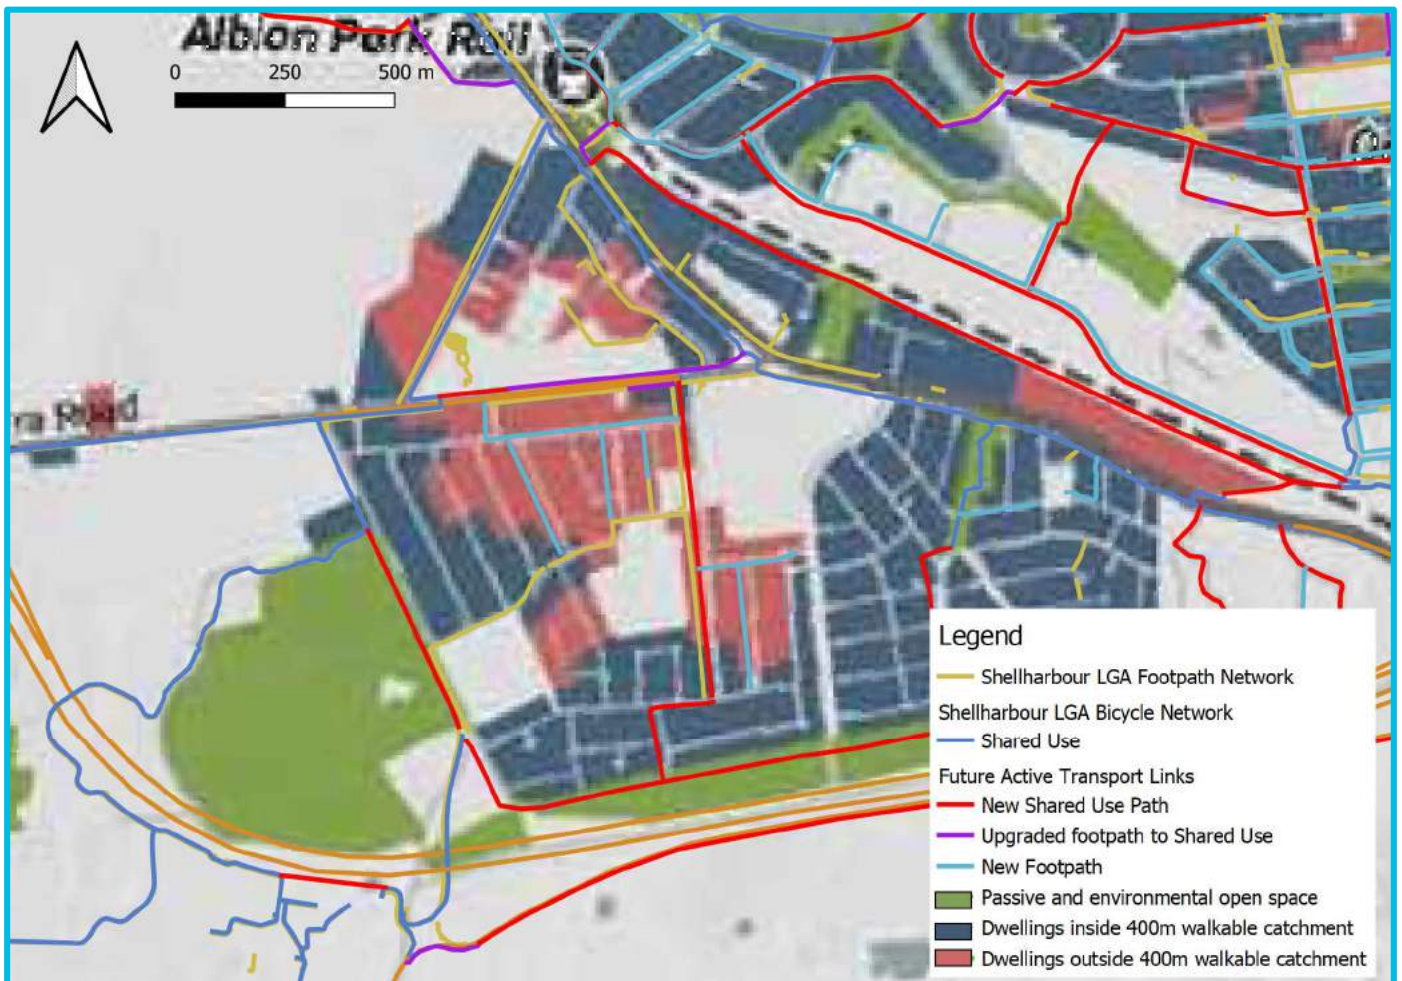 Albion Park Rail
0 250 500 m
ra Road
Legend
Shellharbour LGA Footpath Network
Shellharbour LGA Bicycle Network
Shared Use
Future Active Transport Links
New Shared Use Path
Upgraded footpath to Shared Use
New Footpath
Passive and environmental open space
Dwellings inside 400m walkable catchment
Dwellings outside 400m walkable catchment